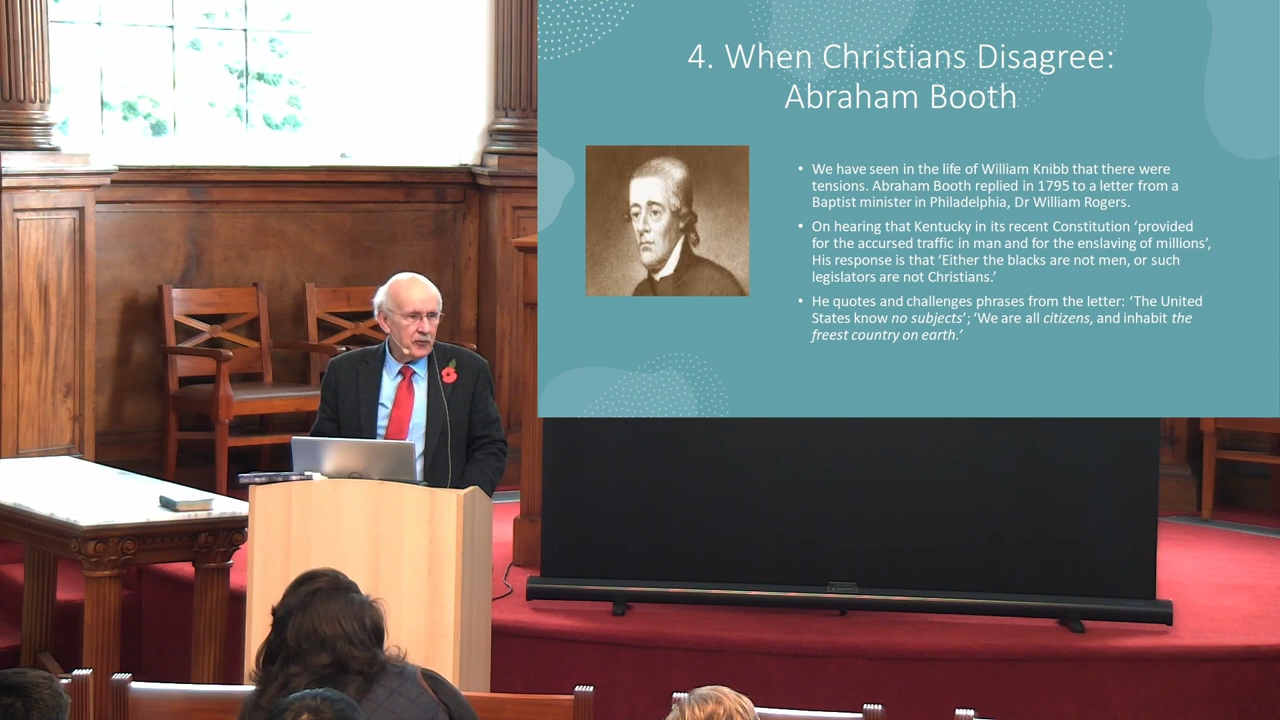 4. When Christians Disagree:
Abraham Booth
• We have seen in the life of William Knibb that there were
tensions. Abraham Booth replied in 1795 to a letter from a
Baptist minister in Philadelphia, Dr William Rogers.
• On hearing that Kentucky in its recent Constitution ‘provided
for the accursed traffic in man and for the enslaving of millions’,
His response is that ‘Either the blacks are not men, or such
legislators are not Christians.’
• He quotes and challenges phrases from the letter: ‘The United
States know no subjects’; ‘We are all citizens, and inhabit the
freest country on earth.’